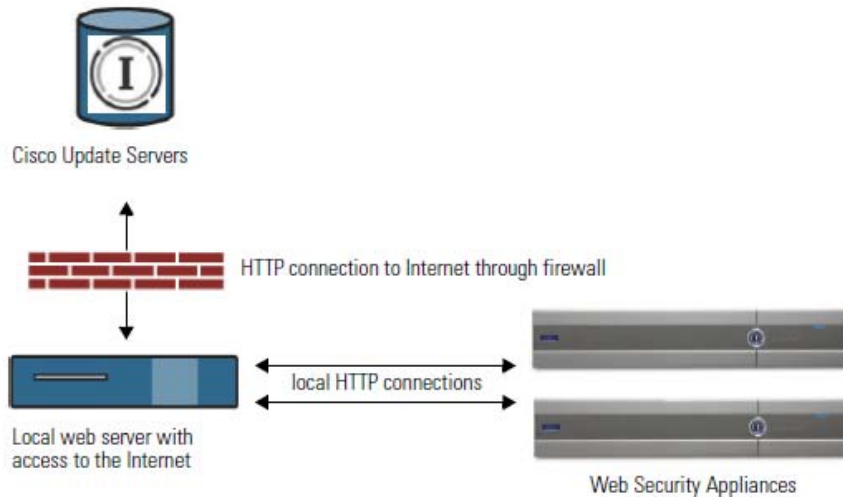 I
Cisco Update Servers
HTTP connection to Internet through firewall
local HTTP connections
Local web server with
access to the Internet
Web Security Appliances